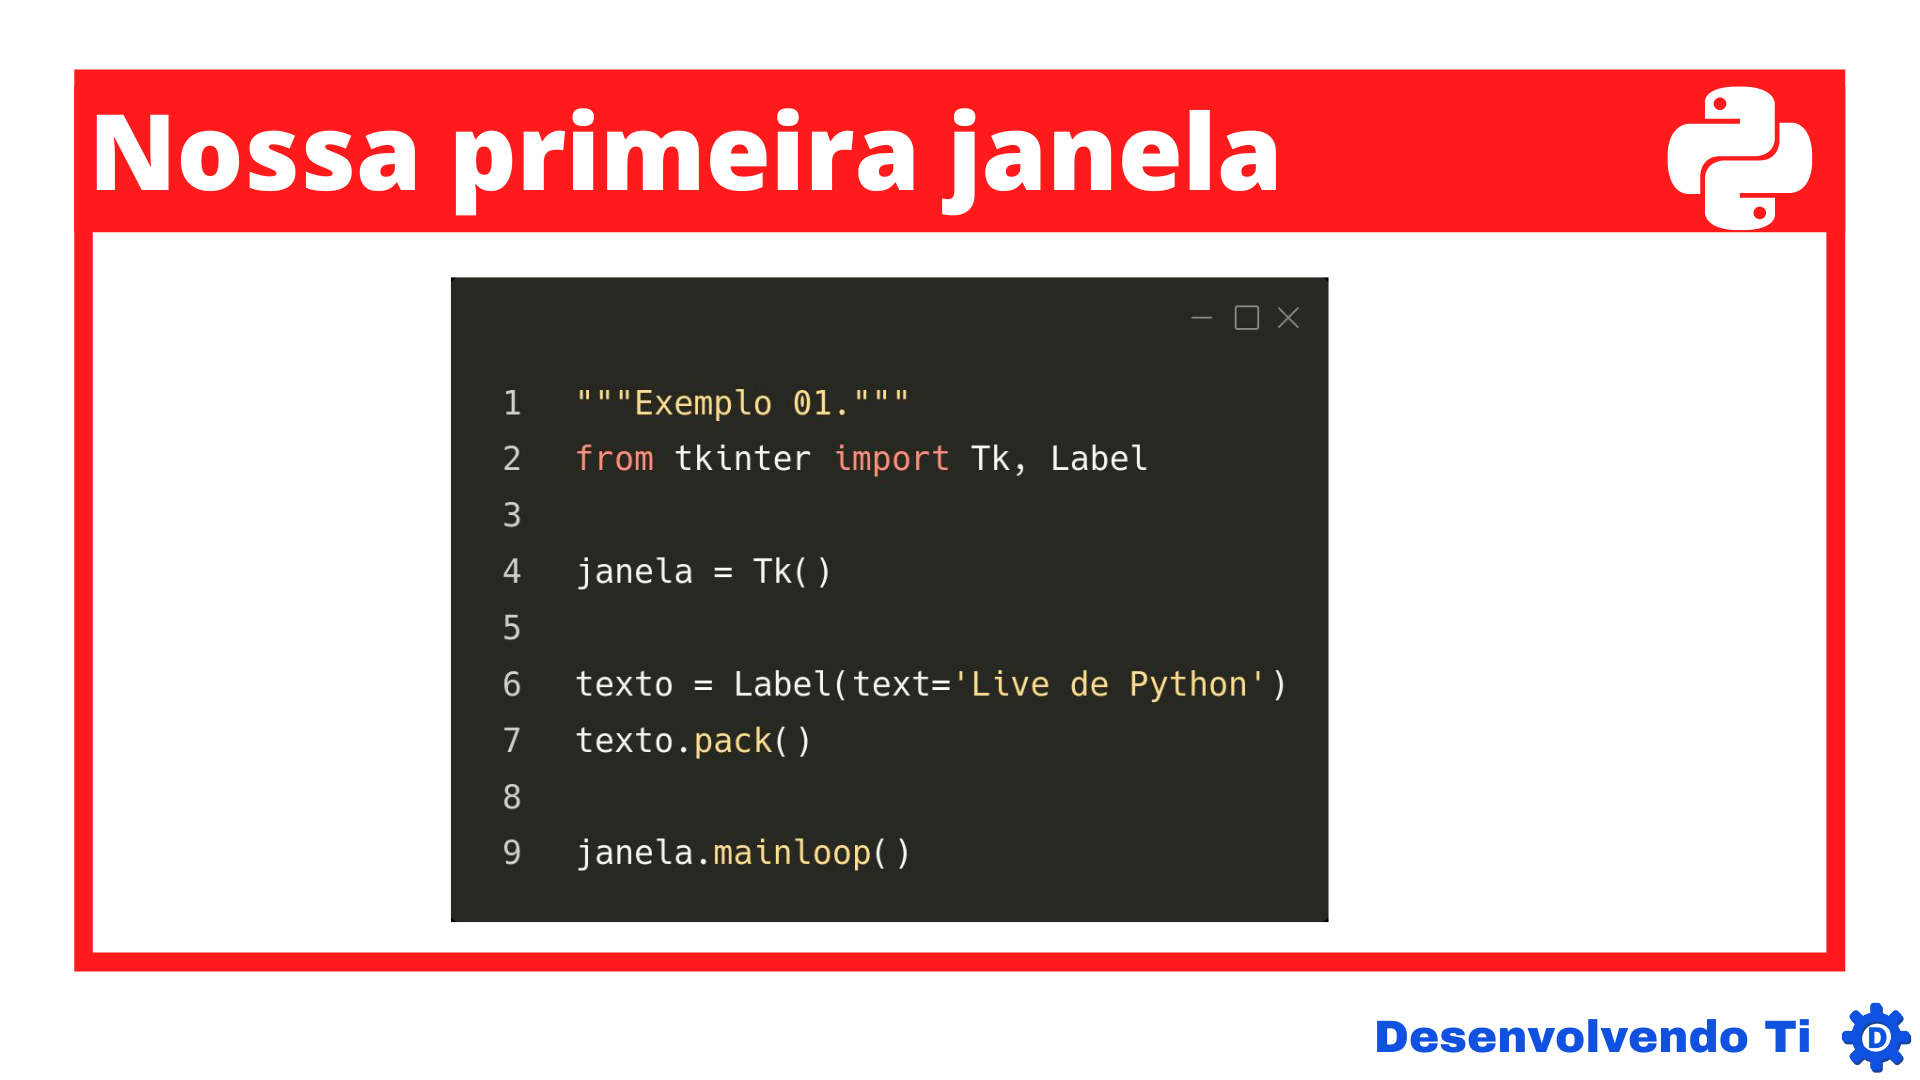 Nossa primeira janela
1 """Exemplo 01."""
2 from tkinter import Tk, Label
3
4 janela = Tk()
5
6 texto = Label(text='Live de Python')
7 texto.pack()
8
9 janela.mainloop()
Desenvolvendo Ti D